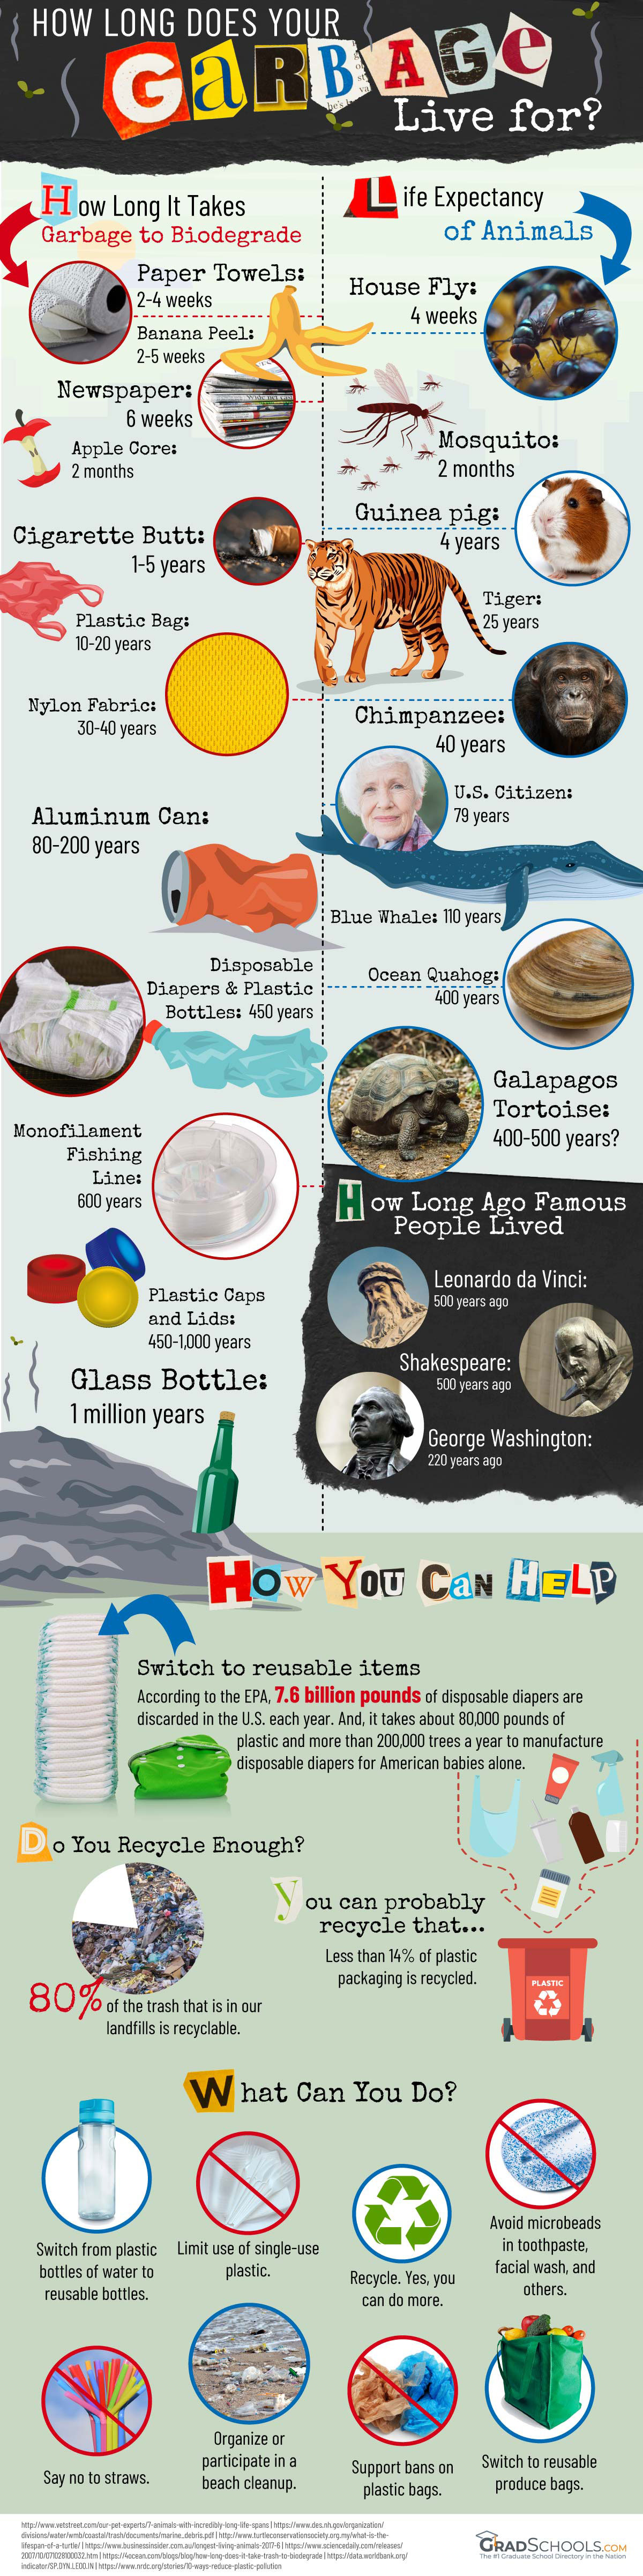 HOW LONG DOES YOUR
GARBAGE
Live for?
How Long It Takes
Garbage to Biodegrade
Life Expectancy
of Animals
Paper Towels:
2-4 weeks
House Fly:
4 weeks
Banana Peel:
2-5 weeks
Newspaper:
6 weeks
Apple Core:
2 months
Mosquito:
2 months
Guinea pig:
4 years
Cigarette Butt:
1-5 years
Tiger:
25 years
Plastic Bag:
10-20 years
Nylon Fabric:
30-40 years
Chimpanzee:
40 years
U.S. Citizen:
79 years
Aluminum Can:
80-200 years
Blue Whale: 110 years
Disposable
Diapers & Plastic
Bottles: 450 years
Ocean Quahog:
400 years
Galapagos
Tortoise:
400-500 years?
Monofilament
Fishing
Line:
600 years
Plastic Caps
and Lids:
450-1,000 years
Glass Bottle:
1 million years
How Long Ago Famous
People Lived
Leonardo da Vinci:
500 years ago
Shakespeare:
500 years ago
George Washington:
220 years ago
HOW YOU CAN HELP
Switch to reusable items
According to the EPA, 7.6 billion pounds of disposable diapers are
discarded in the U.S. each year. And, it takes about 80,000 pounds of
plastic and more than 200,000 trees a year to manufacture
disposable diapers for American babies alone.
Do You Recycle Enough?
80% of the trash that is in our
landfills is recyclable.
You can probably
recycle that...
Less than 14% of plastic
packaging is recycled.
PLASTIC
What Can You Do?
Switch from plastic
bottles of water to
reusable bottles.
Limit use of single-use
plastic.
Recycle. Yes, you
can do more.
Avoid microbeads
in toothpaste,
facial wash, and
others.
Say no to straws.
Organize or
participate in a
beach cleanup.
Support bans on
plastic bags.
Switch to reusable
produce bags.
http://www.vetstreet.com/our-pet-experts/7-animals-with-incredibly-long-life-spans | https://www.des.nh.gov/organization/
divisions/water/wmb/coastal/trash/documents/marine_debris.pdf | http://www.turtleconservationsociety.org.my/what-is-the-
lifespan-of-a-turtle/ | https://www.businessinsider.com.au/longest-living-animals-2017-6 | https://www.sciencedaily.com/releases/
2007/10/071028100032.htm | https://4ocean.com/blogs/blog/how-long-does-it-take-trash-to-biodegrade | https://data.worldbank.org/
indicator/SP.DYN.LE00.IN | https://www.nrdc.org/stories/10-ways-reduce-plastic-pollution
GRADSCHOOLS.COM
The #1 Graduate School Directory in the Nation